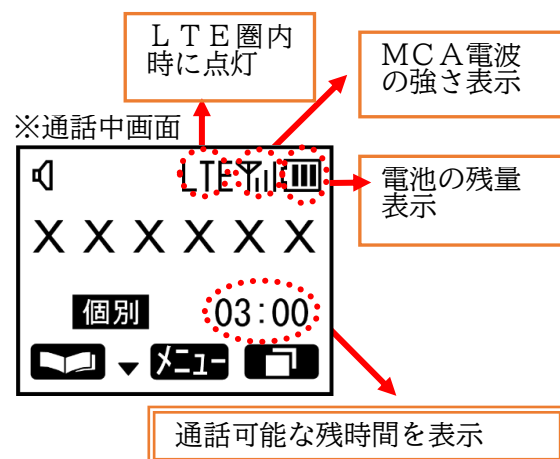 ＬＴＥ圏内
時に点灯
ＭＣＡ電波
の強さ表示
※通話中画面
LTE
電池の残量
表示
ＸＸＸＸＸＸ
個別 03:00
メニュー
通話可能な残時間を表示